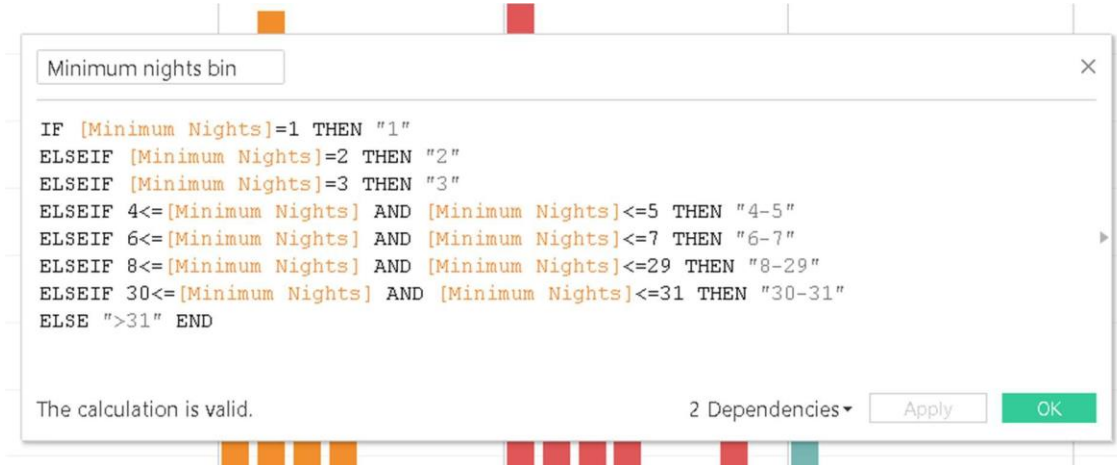 Minimum nights bin
IF [Minimum Nights]=1 THEN "1"
ELSEIF [Minimum Nights]=2 THEN "2"
ELSEIF [Minimum Nights]=3 THEN "3"
ELSEIF 4<=[Minimum Nights] AND [Minimum Nights]<=5 THEN "4-5"
ELSEIF 6<=[Minimum Nights] AND [Minimum Nights]<=7 THEN "6-7"
ELSEIF 8<=[Minimum Nights] AND [Minimum Nights]<=29 THEN "8-29"
ELSEIF 30<=[Minimum Nights] AND [Minimum Nights]<=31 THEN "30-31"
ELSE ">31" END
The calculation is valid. 2 Dependencies Apply OK